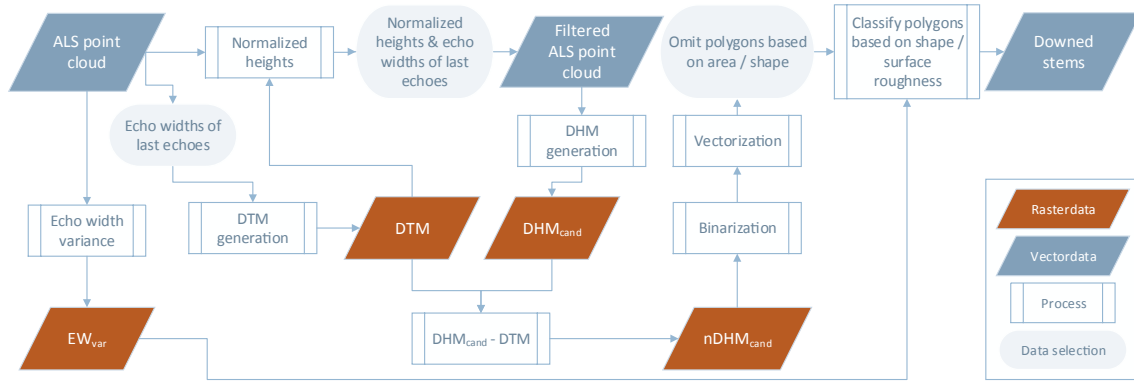 ALS point
cloud
Normalized
heights
Normalized
heights & echo
widths of last
echoes
Filtered
ALS point
cloud
Omit polygons based
on area / shape
Classify polygons
based on shape /
surface
roughness
Downed
stems
Echo widths of
last echoes
DHM
generation
Vectorization
Echo width
variance
DTM
generation
DTM
DHMcand
Binarization
EWvar
DHMcand - DTM
nDHMcand
Rasterdata
Vectordata
Process
Data selection